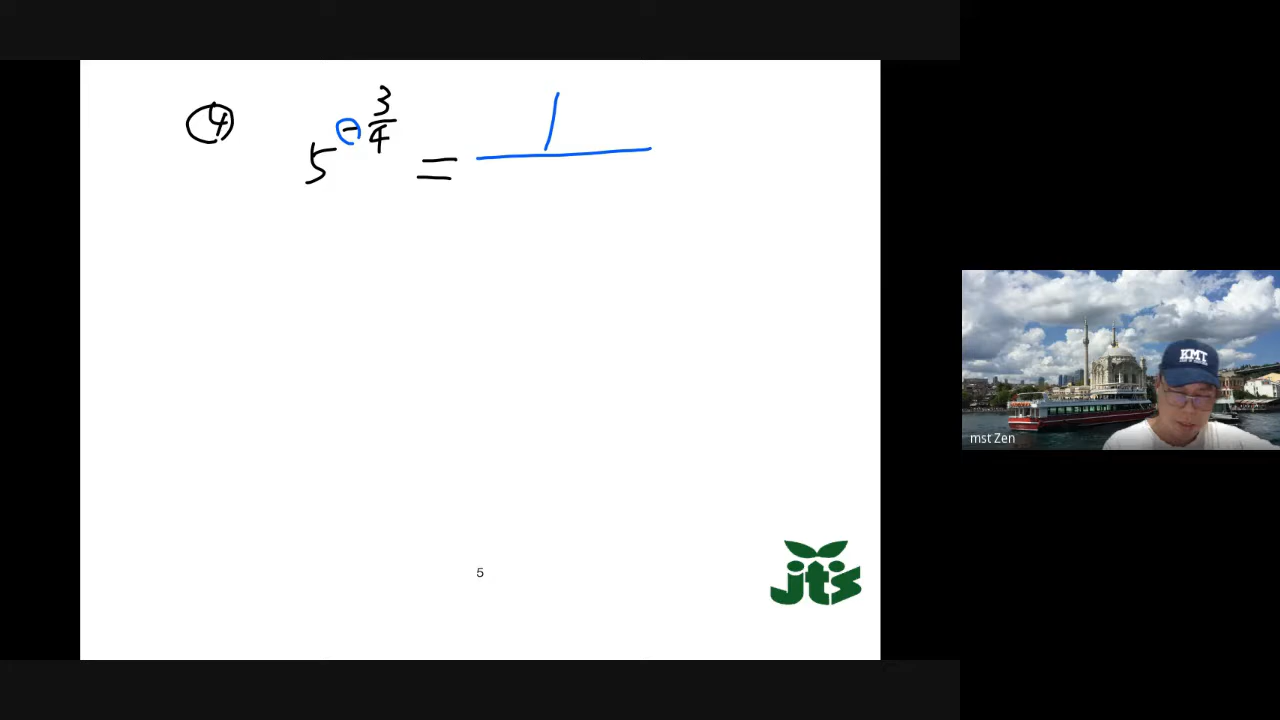 ④ 5^{-3/4} = 1/
KMT
mst Zen
5
jts